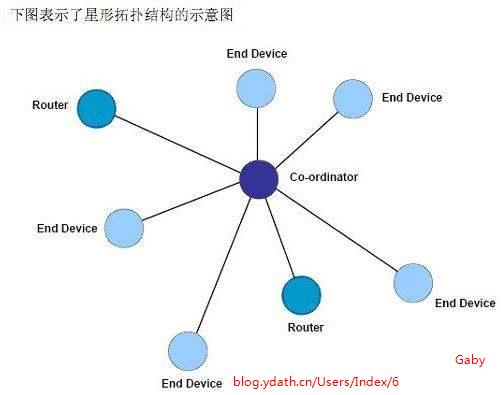 下图表示了星形拓扑结构的示意图
End Device
End Device
Router
Co-ordinator
End Device
End Device
Router
End Device
Gaby
blog.ydath.cn/Users/Index/6